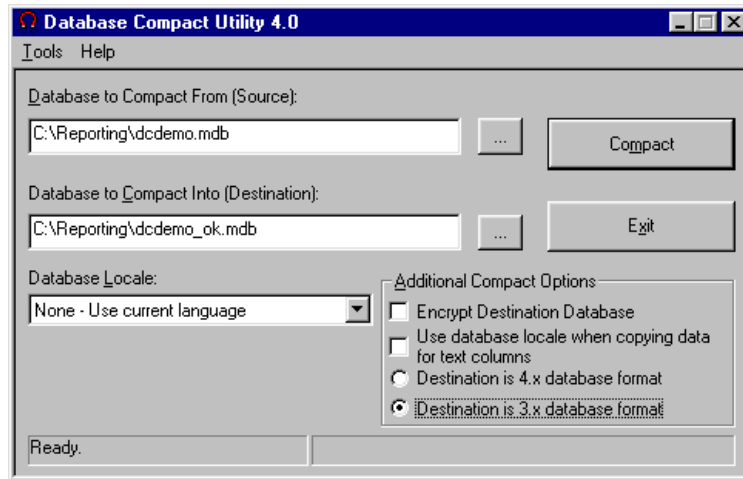 Database Compact Utility 4.0
Tools Help
Database to Compact From (Source):
C:\Reporting\dcdemo.mdb
...
Compact
Database to Compact Into (Destination):
C:\Reporting\dcdemo_ok.mdb
...
Exit
Database Locale:
None - Use current language
Additional Compact Options
Encrypt Destination Database
Use database locale when copying data
for text columns
Destination is 4.x database format
Destination is 3.x database format
Ready.